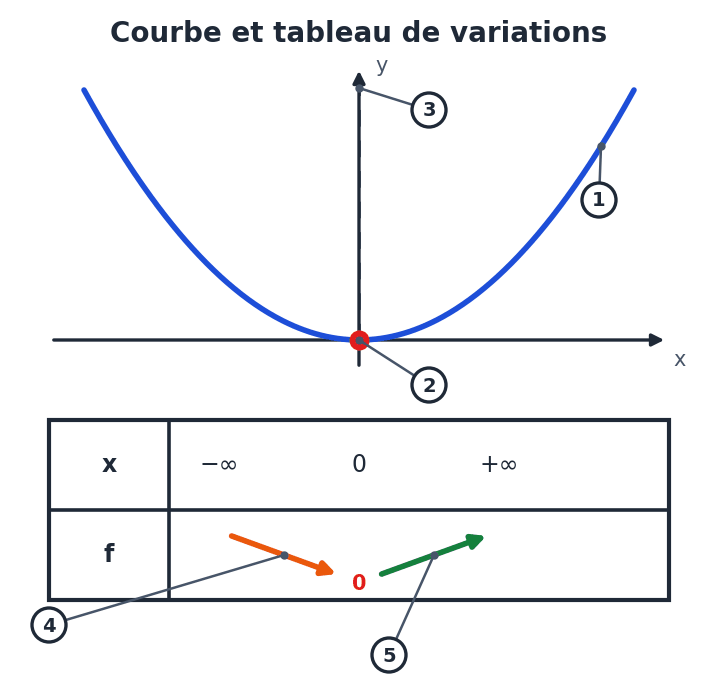 Courbe et tableau de variations
y
3
1
x
2
x −∞ 0 +∞
f 0
4
5